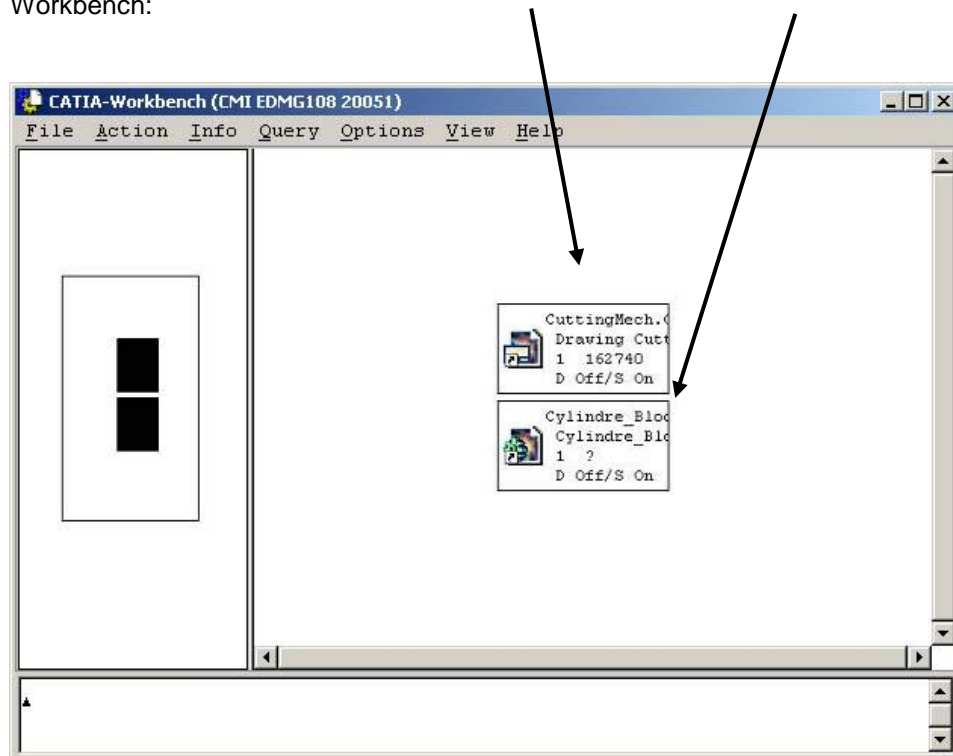 Workbench:
CATIA-Workbench (CMI EDMG108 20051)
File Action Info Query Options View Help
CuttingMech.
Drawing Cutt
1 162740
D Off/S On
Cylindre_Bloc
Cylindre_Blc
1 ?
D Off/S On